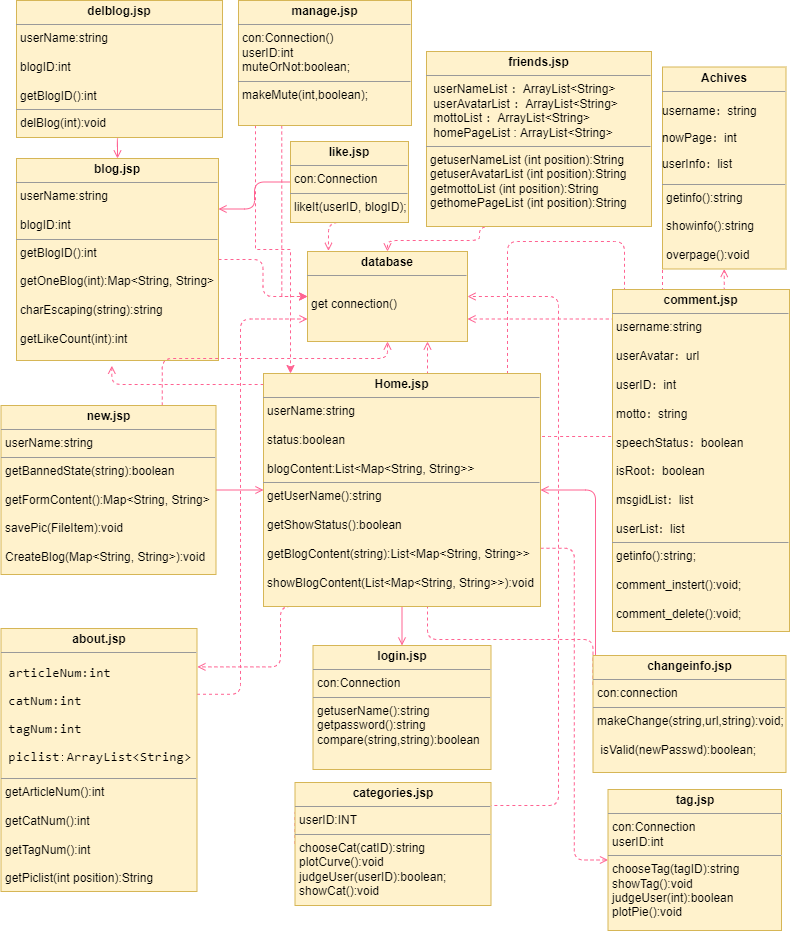 delblog.jsp
userName:string
blogID:int
getBlogID():int
delBlog(int):void
manage.jsp
con:Connection()
userID:int
muteOrNot:boolean;
makeMute(int,boolean);
friends.jsp
userNameList： ArrayList<String>
userAvatarList： ArrayList<String>
mottoList： ArrayList<String>
homePageList：ArrayList<String>
getuserNameList (int position):String
getuserAvatarList (int position):String
getmottoList (int position):String
gethomePageList (int position):String
Achives
username：string
nowPage：int
userInfo：list
getinfo():string
showinfo():string
overpage():void
blog.jsp
userName:string
blogID:int
getBlogID():int
getOneBlog(int):Map<String, String>
charEscaping(string):string
getLikeCount(int):int
like.jsp
con:Connection
likeIt(userID, blogID);
database
get connection()
comment.jsp
username:string
userAvatar：url
userID：int
motto：string
speechStatus：boolean
isRoot：boolean
msgidList：list
userList：list
getinfo():string;
comment_instert():void;
comment_delete():void;
Home.jsp
userName:string
status:boolean
blogContent:List<Map<String, String>>
getUserName():string
getShowStatus():boolean
getBlogContent(string):List<Map<String, String>>
showBlogContent(List<Map<String, String>>):void
new.jsp
userName:string
getBannedState(string):boolean
getFormContent():Map<String, String>
savePic(FileItem):void
CreateBlog(Map<String, String>):void
about.jsp
articleNum:int
catNum:int
tagNum:int
piclist:ArrayList<String>
getArticleNum():int
getCatNum():int
getTagNum():int
getPiclist(int position):String
login.jsp
con:Connection
getuserName():string
getpassword():string
compare(string,string):boolean
changeinfo.jsp
con:connection
makeChange(string,url,string):void;
isValid(newPasswd):boolean;
categories.jsp
userID:INT
chooseCat(catID):string
plotCurve():void
judgeUser(userID):boolean;
showCat():void
tag.jsp
con:Connection
userID:int
chooseTag(tagID):string
showTag():void
judgeUser(int):boolean
plotPie():void